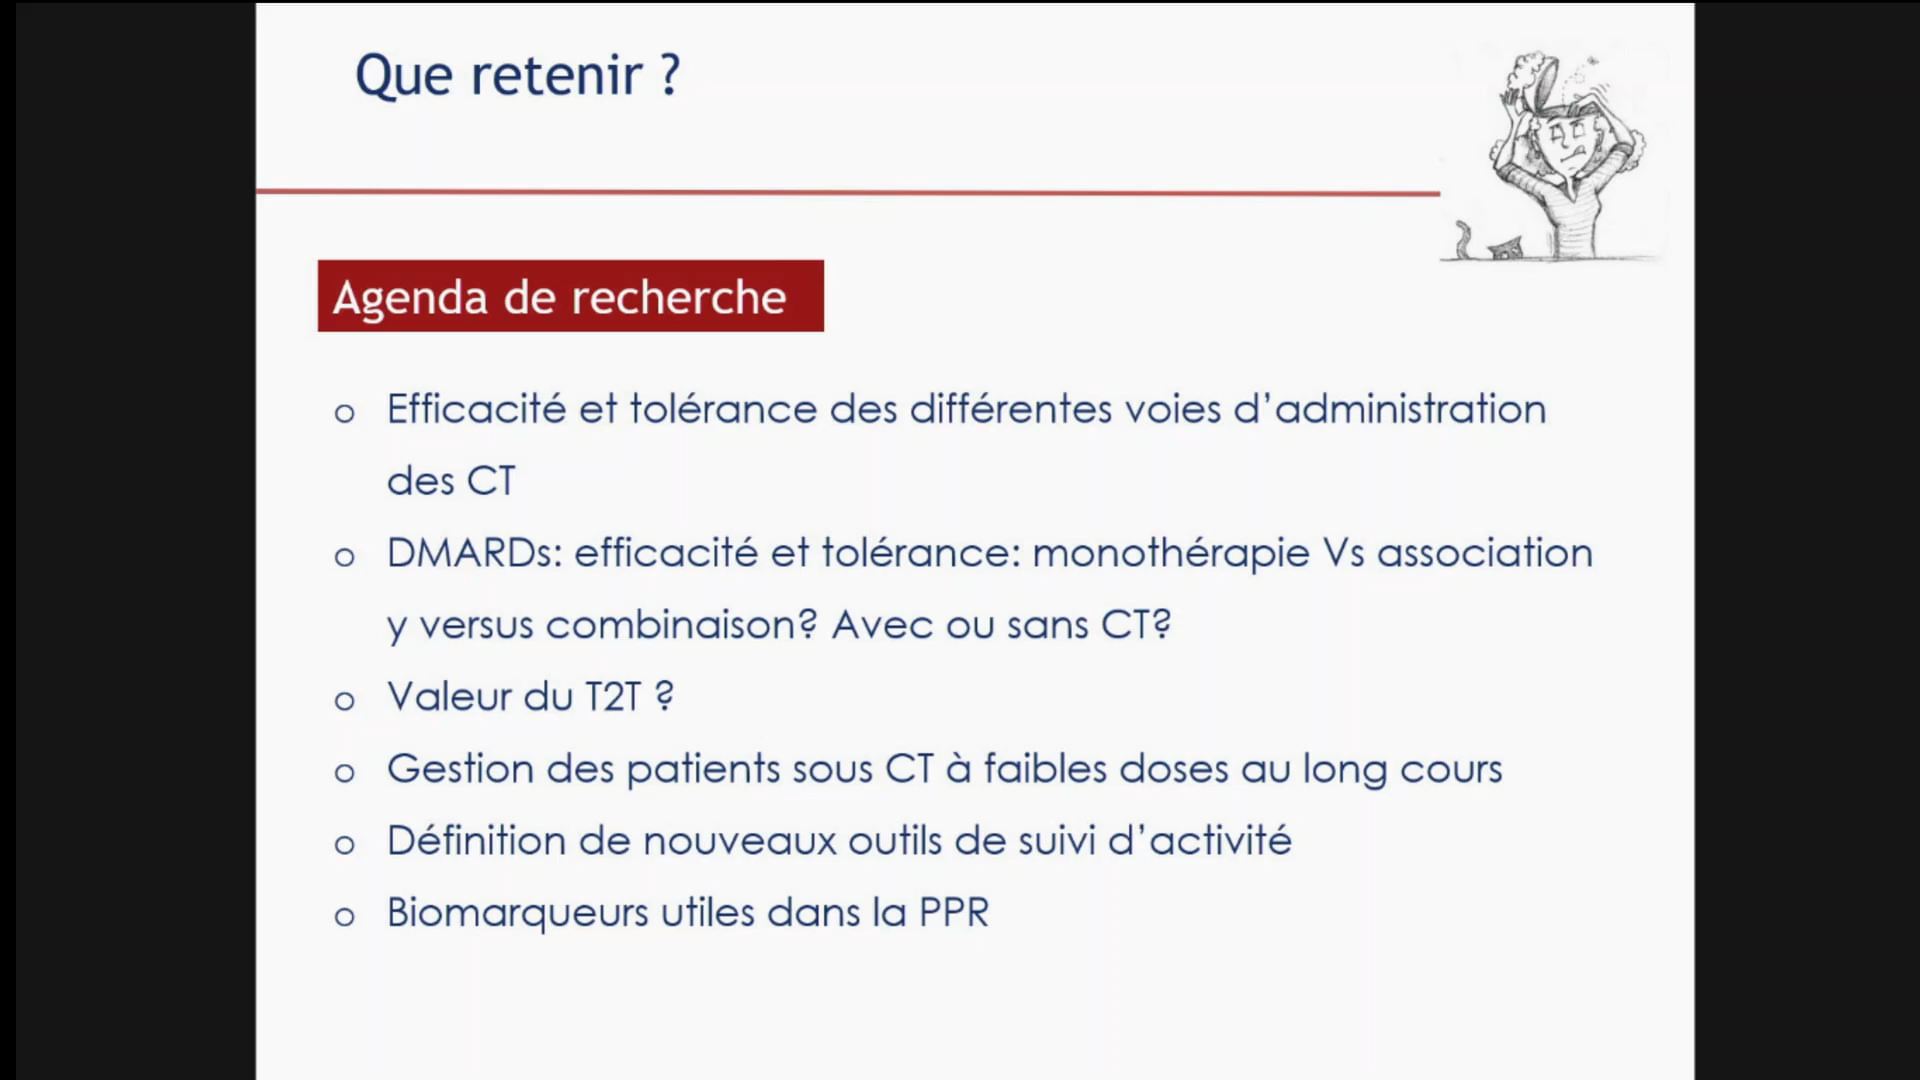 Que retenir ?
Agenda de recherche
o Efficacité et tolérance des différentes voies d’administration
des CT
o DMARDs: efficacité et tolérance: monothérapie Vs association
y versus combinaison? Avec ou sans CT?
o Valeur du T2T ?
o Gestion des patients sous CT à faibles doses au long cours
o Définition de nouveaux outils de suivi d’activité
o Biomarqueurs utiles dans la PPR